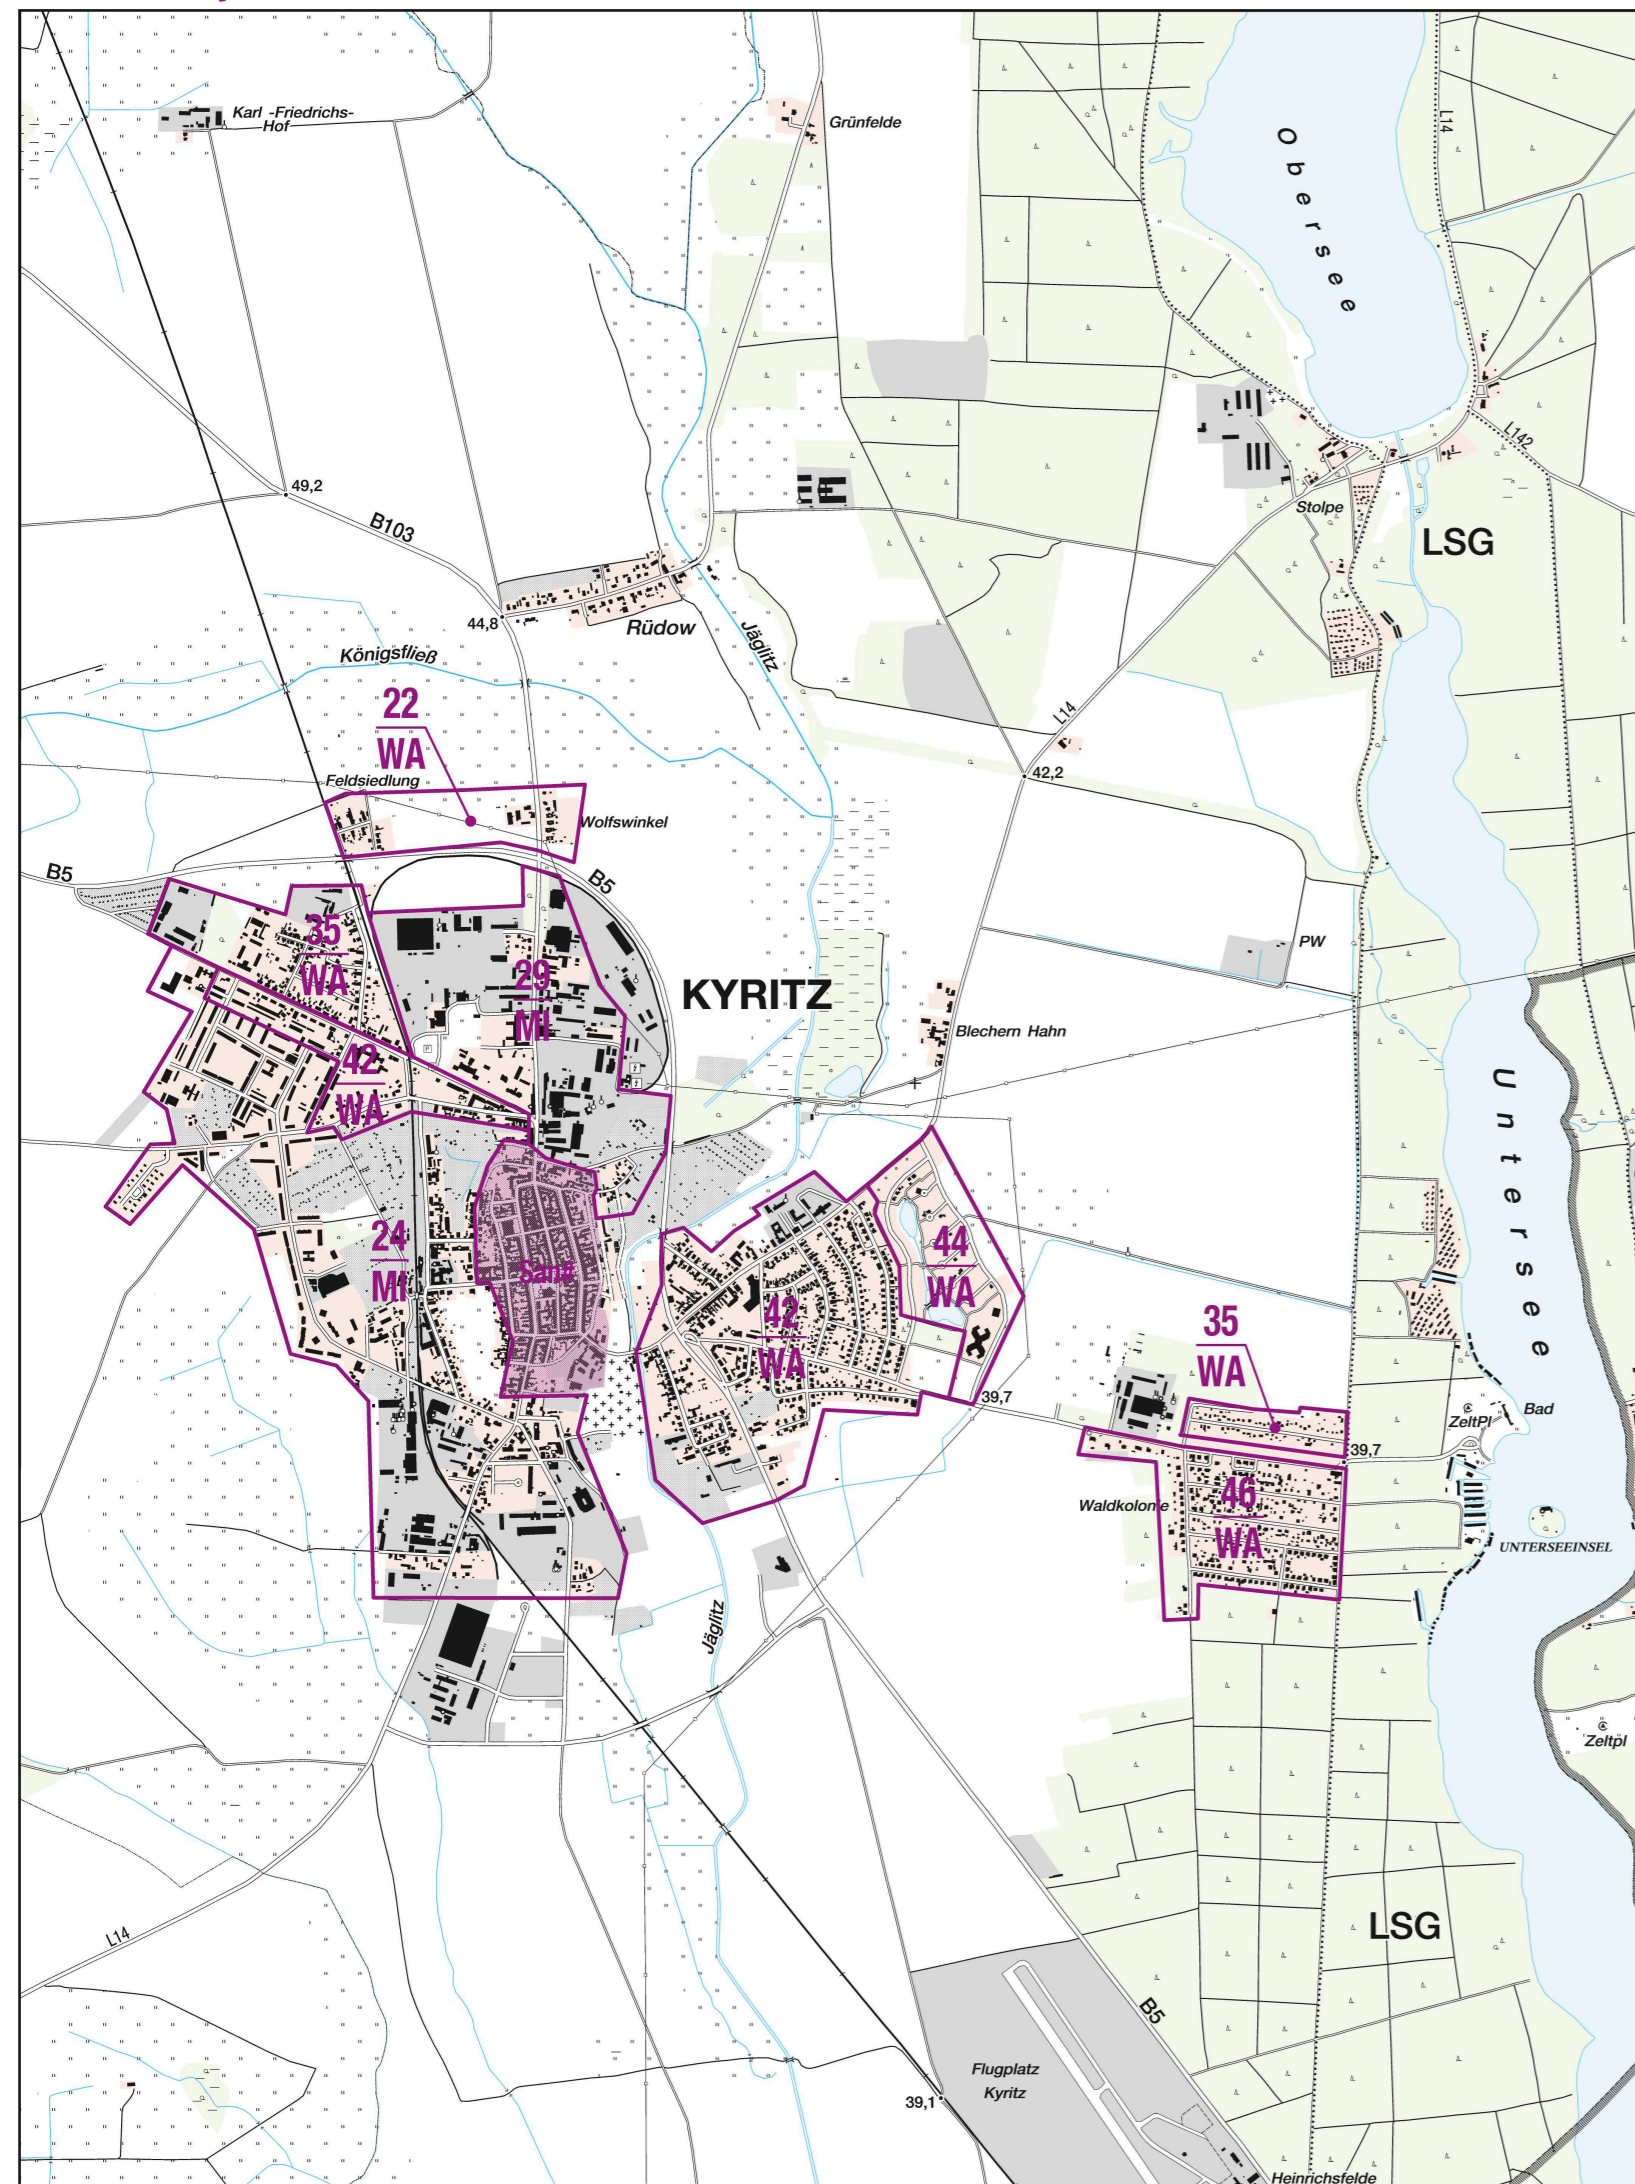 Karl -Friedrichs-
Hof
Grünfelde
Obersee
L14
49,2
B103
L142
Stolpe
LSG
44,8
Rüdow
Jäglitz
Königsfließ
22
WA
L14
42,2
Feldsiedlung
Wolfswinkel
B5
B5
35
WA
29
MI
KYRITZ
PW
Blechern Hahn
42
WA
Untersee
P
24
MI
Bf
San#
44
WA
42
WA
35
WA
39,7
ZeltPl
Bad
39,7
Waldkolonie
46
WA
UNTERSEEINSEL
Jäglitz
Zeltpl
L14
LSG
B5
Flugplatz
Kyritz
39,1
Heinrichsfelde